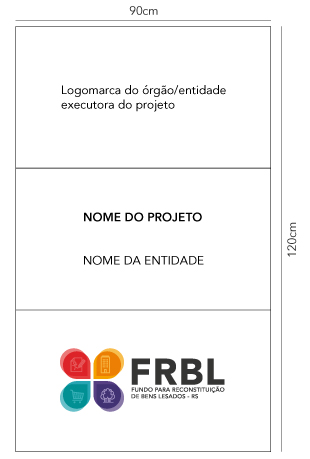 90cm
Logomarca do órgão/entidade
executora do projeto
120cm
NOME DO PROJETO
NOME DA ENTIDADE
FRBL
FUNDO PARA RECONSTITUIÇÃO
DE BENS LESADOS - RS